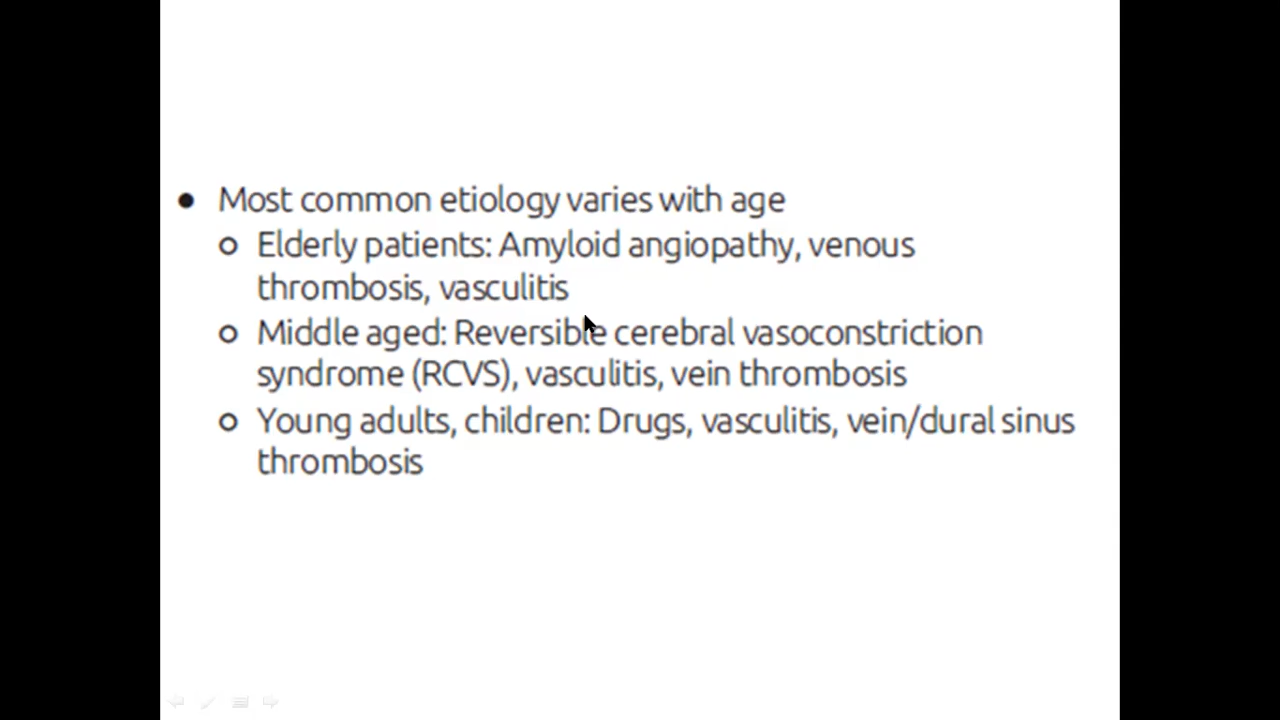 ● Most common etiology varies with age
○ Elderly patients: Amyloid angiopathy, venous
thrombosis, vasculitis
○ Middle aged: Reversible cerebral vasoconstriction
syndrome (RCVS), vasculitis, vein thrombosis
○ Young adults, children: Drugs, vasculitis, vein/dural sinus
thrombosis